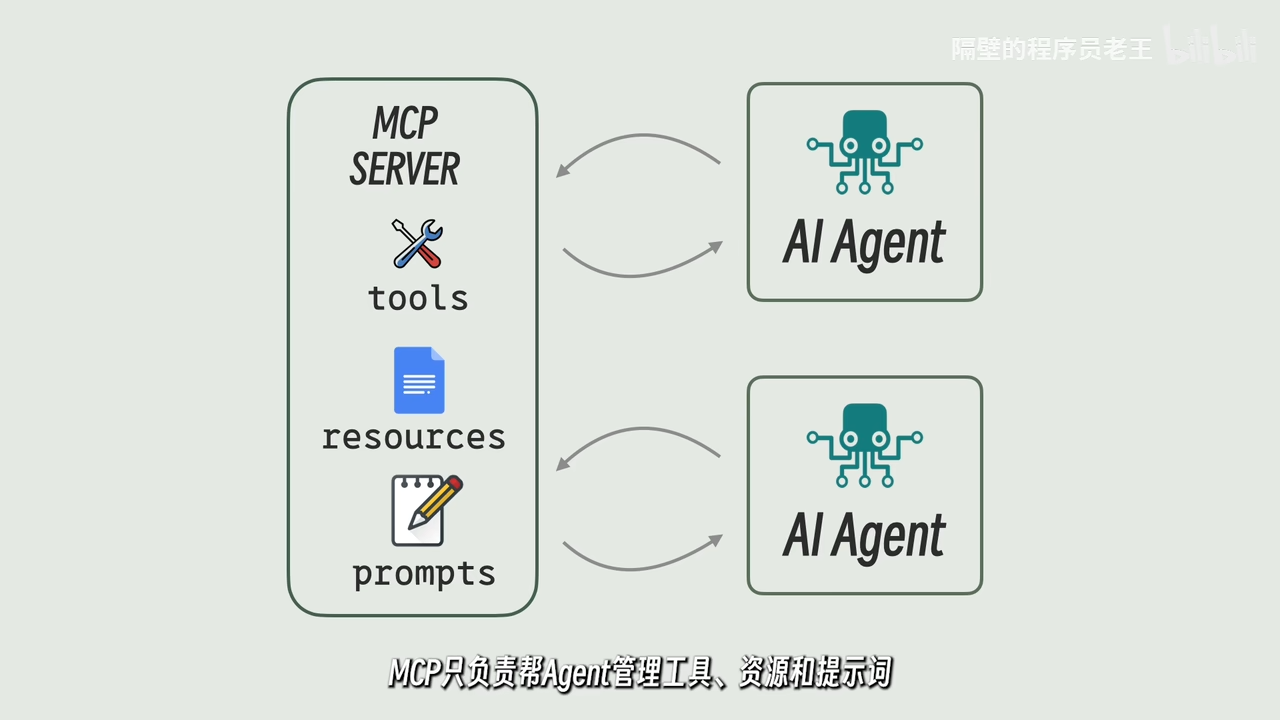 隔壁的程序员老王 bilibili
MCP
SERVER
tools
resources
prompts
AI Agent
AI Agent
MCP只负责帮Agent管理工具、资源和提示词